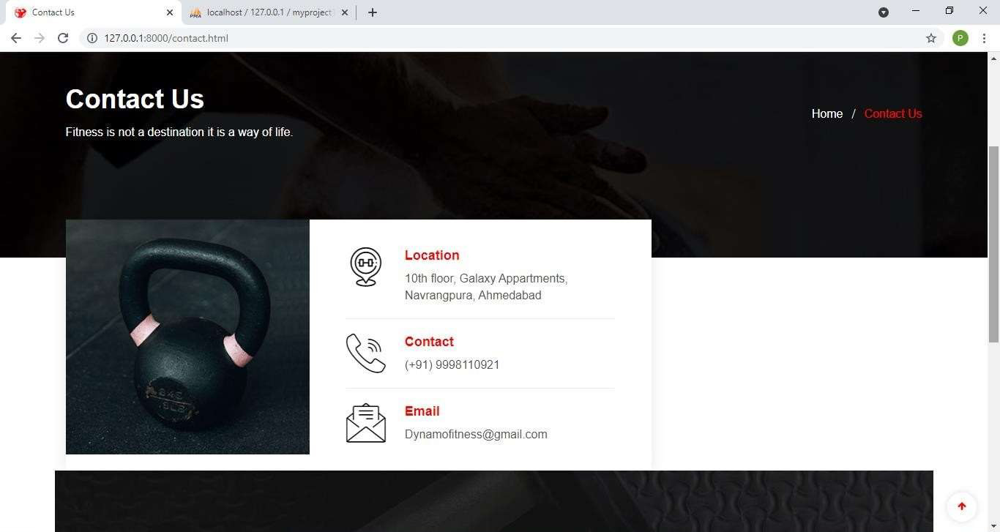 Contact Us
localhost / 127.0.0.1 / myproject
127.0.0.1:8000/contact.html
P
Contact Us
Fitness is not a destination it is a way of life.
Home / Contact Us
Location
10th floor, Galaxy Appartments,
Navrangpura, Ahmedabad
Contact
(+91) 9998110921
Email
Dynamofitness@gmail.com